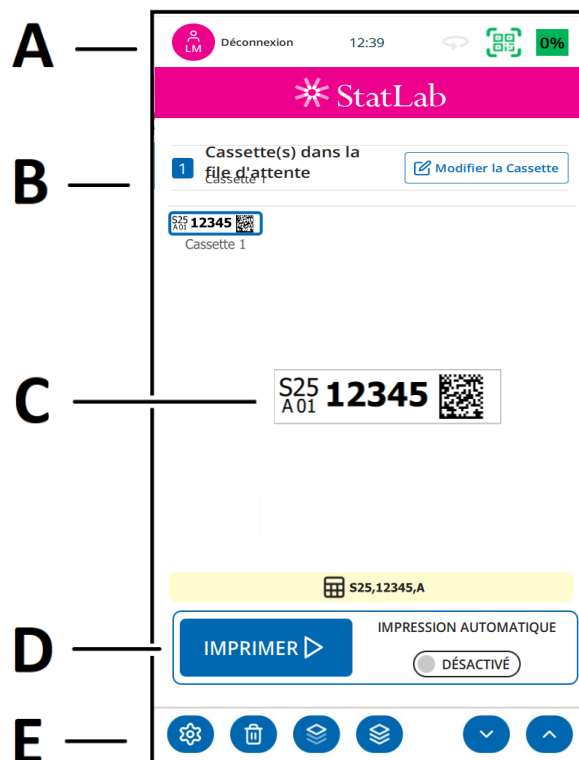 A
LM
Déconnexion
12:39
0%
StatLab
B
1
Cassette(s) dans la
file d'attente
Cassette 1
Modifier la Cassette
S25
A 01
12345
Cassette 1
C
S25
A 01
12345
S25,12345,A
D
IMPRIMER
IMPRESSION AUTOMATIQUE
DÉSACTIVÉ
E